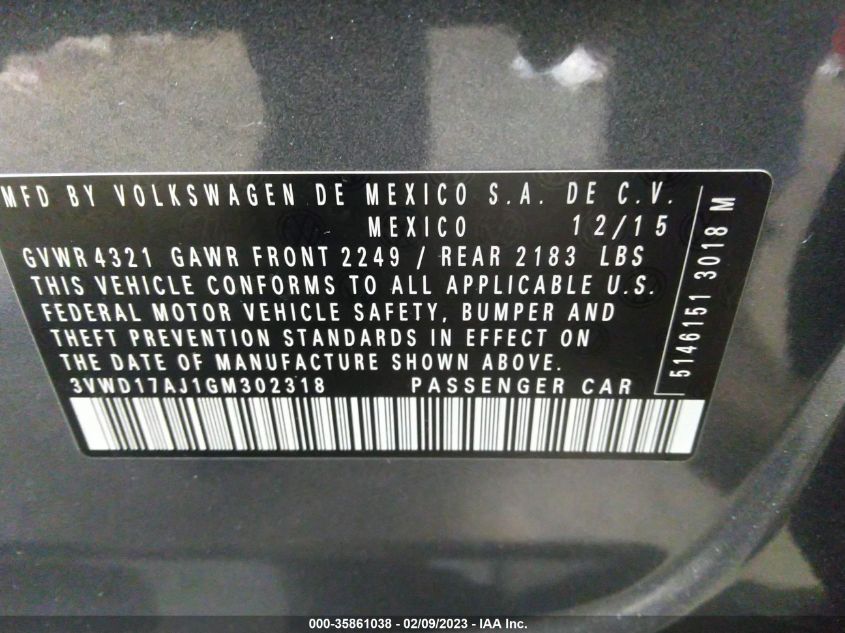 MFD BY VOLKSWAGEN DE MEXICO S.A. DE C.V.
MEXICO 12/15
GVWR 4321 GAWR FRONT 2249 / REAR 2183 LBS
THIS VEHICLE CONFORMS TO ALL APPLICABLE U.S.
FEDERAL MOTOR VEHICLE SAFETY, BUMPER AND
THEFT PREVENTION STANDARDS IN EFFECT ON
THE DATE OF MANUFACTURE SHOWN ABOVE.
3VWD17AJ1GM302318 PASSENGER CAR
5146151 3018 M
000-35861038 - 02/09/2023 - IAA Inc.